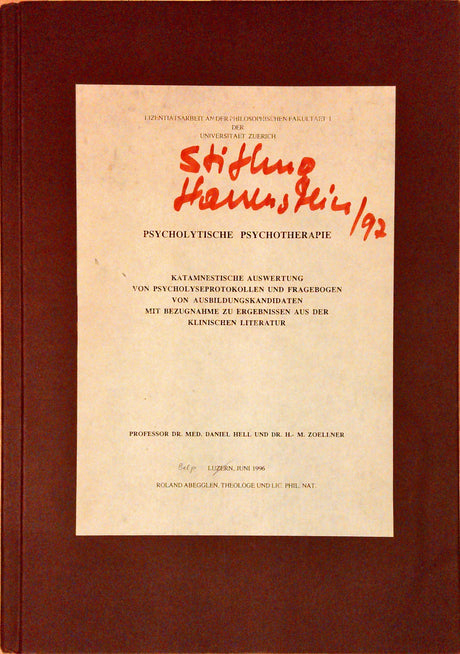 LIZENTIATSARBEIT AN DER PHILOSOPHISCHEN FAKULTAET I
DER
UNIVERSITAET ZUERICH
Stiftung
/97
PSYCHOLYTISCHE PSYCHOTHERAPIE
KATAMNESTISCHE AUSWERTUNG
VON PSYCHOLYSEPROTOKOLLEN UND FRAGEBOGEN
VON AUSBILDUNGSKANDIDATEN
MIT BEZUGNAHME ZU ERGEBNISSEN AUS DER
KLINISCHEN LITERATUR
PROFESSOR DR. MED. DANIEL HELL UND DR. H.- M. ZOELLNER
Belp LUZERN, JUNI 1996
ROLAND ABEGGLEN, THEOLOGE UND LIC. PHIL. NAT.